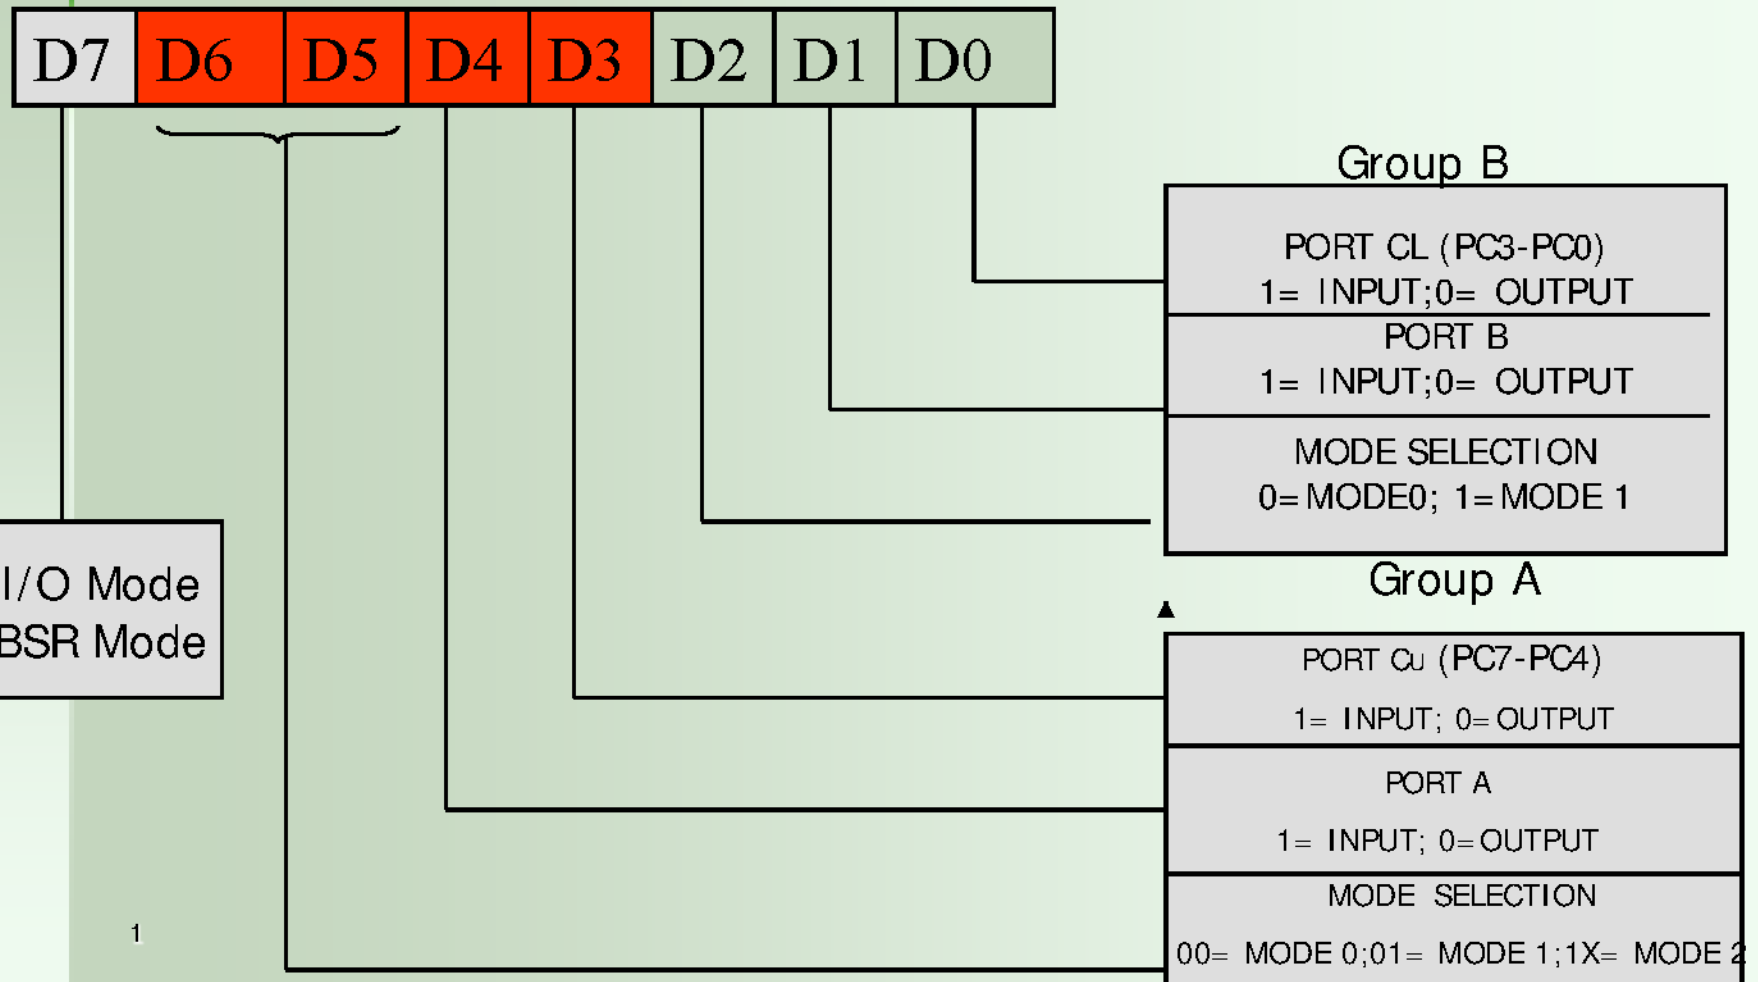 D7 D6 D5 D4 D3 D2 D1 D0
Group B
PORT CL (PC3-PC0)
1= INPUT;0= OUTPUT
PORT B
1= INPUT;0= OUTPUT
MODE SELECTION
0=MODE0; 1=MODE 1
I/O Mode
BSR Mode
Group A
PORT Cu (PC7-PC4)
1= INPUT; 0=OUTPUT
PORT A
1= INPUT; 0=OUTPUT
MODE SELECTION
00= MODE 0;01= MODE 1;1X= MODE 2
1